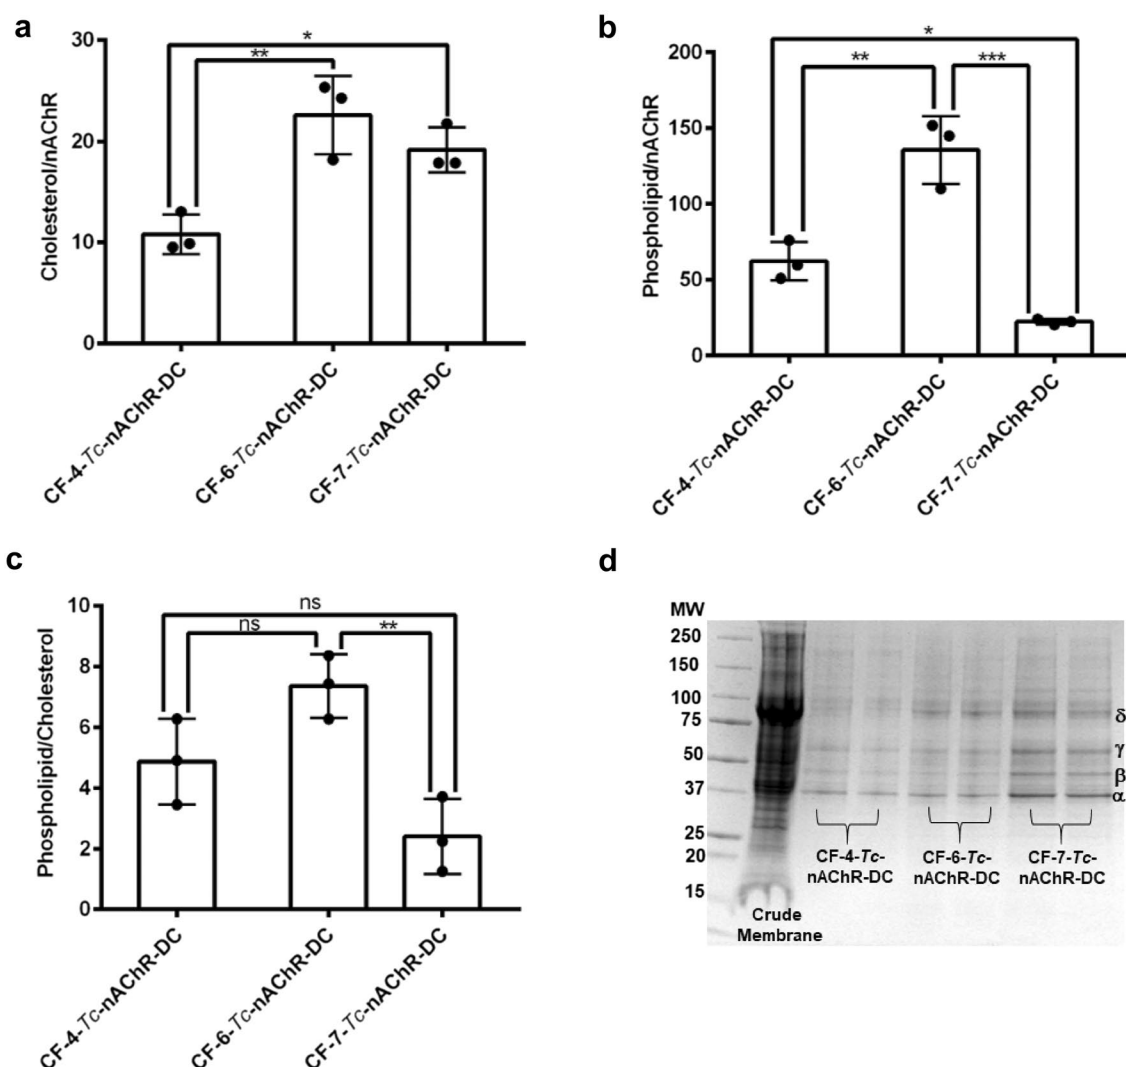 a
Cholesterol/nAChR
30
20
10
0
*
**
CF-4-Tc-nAChR-DC
CF-6-Tc-nAChR-DC
CF-7-Tc-nAChR-DC
b
Phospholipid/nAChR
200
150
100
50
0
*
**
***
CF-4-Tc-nAChR-DC
CF-6-Tc-nAChR-DC
CF-7-Tc-nAChR-DC
c
Phospholipid/Cholesterol
10
8
6
4
2
0
ns
ns
**
CF-4-Tc-nAChR-DC
CF-6-Tc-nAChR-DC
CF-7-Tc-nAChR-DC
d
MW
250
150
100
75
50
37
25
20
15
δ
γ
β
α
CF-4-Tc-
nAChR-DC
CF-6-Tc-
nAChR-DC
CF-7-Tc-
nAChR-DC
Crude
Membrane